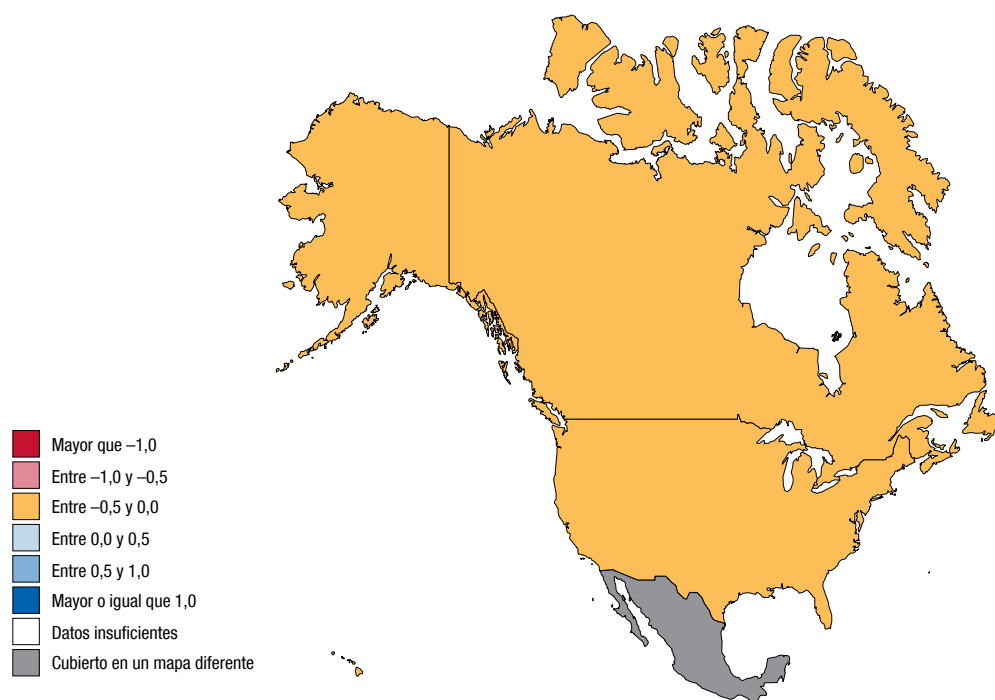 Mayor que –1,0
Entre –1,0 y –0,5
Entre –0,5 y 0,0
Entre 0,0 y 0,5
Entre 0,5 y 1,0
Mayor o igual que 1,0
Datos insuficientes
Cubierto en un mapa diferente